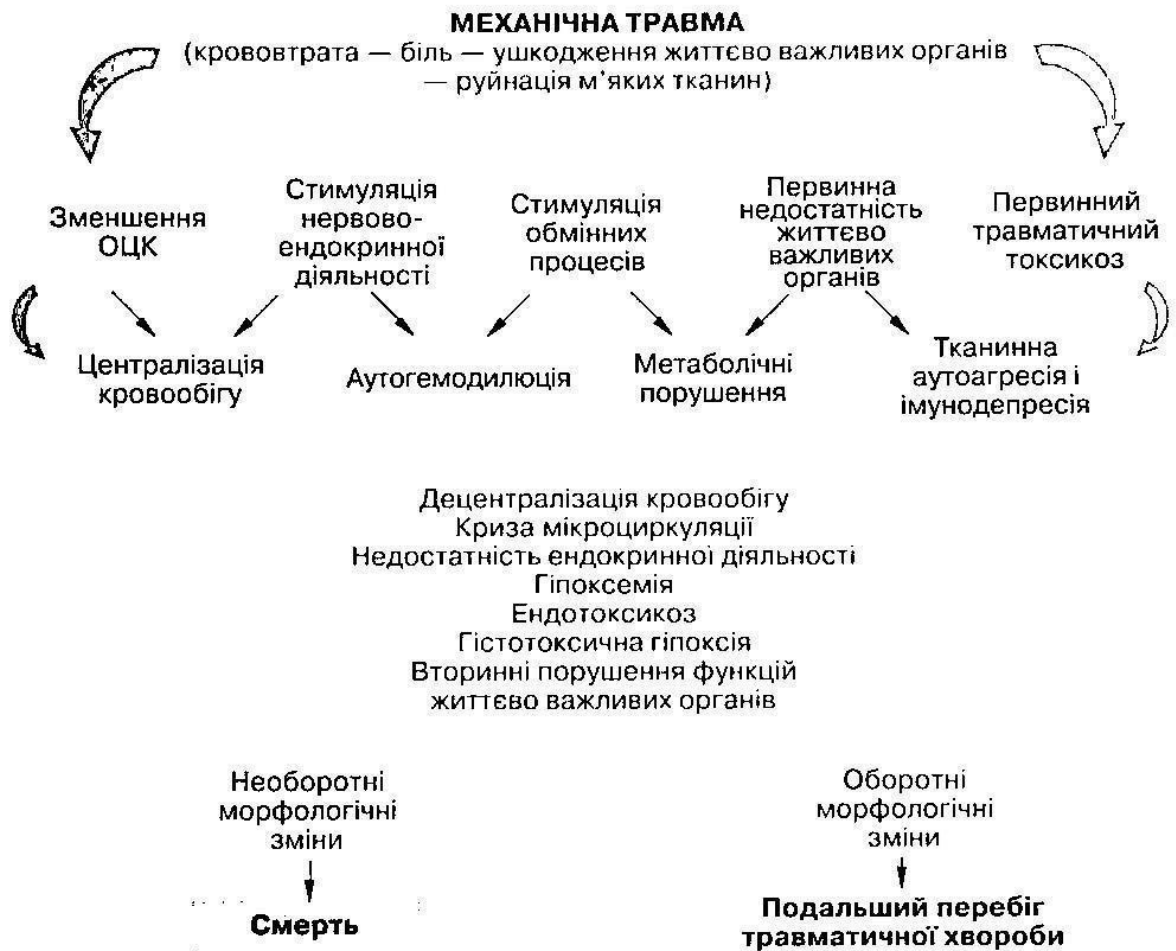 МЕХАНІЧНА ТРАВМА
(крововтрата — біль — ушкодження життєво важливих органів
— руйнація м'яких тканин)
Зменшення
ОЦК
Стимуляція
нервово-
ендокринної
діяльності
Стимуляція
обмінних
процесів
Первинна
недостатність
життєво
важливих
органів
Первинний
травматичний
токсикоз
Централізація
кровообігу
Аутогемодилюція
Метаболічні
порушення
Тканинна
аутоагресія і
імунодепресія
Децентралізація кровообігу
Криза мікроциркуляції
Недостатність ендокринної діяльності
Гіпоксемія
Ендотоксикоз
Гістотоксична гіпоксія
Вторинні порушення функцій
життєво важливих органів
Необоротні
морфологічні
зміни
Смерть
Оборотні
морфологічні
зміни
Подальший перебіг
травматичної хвороби